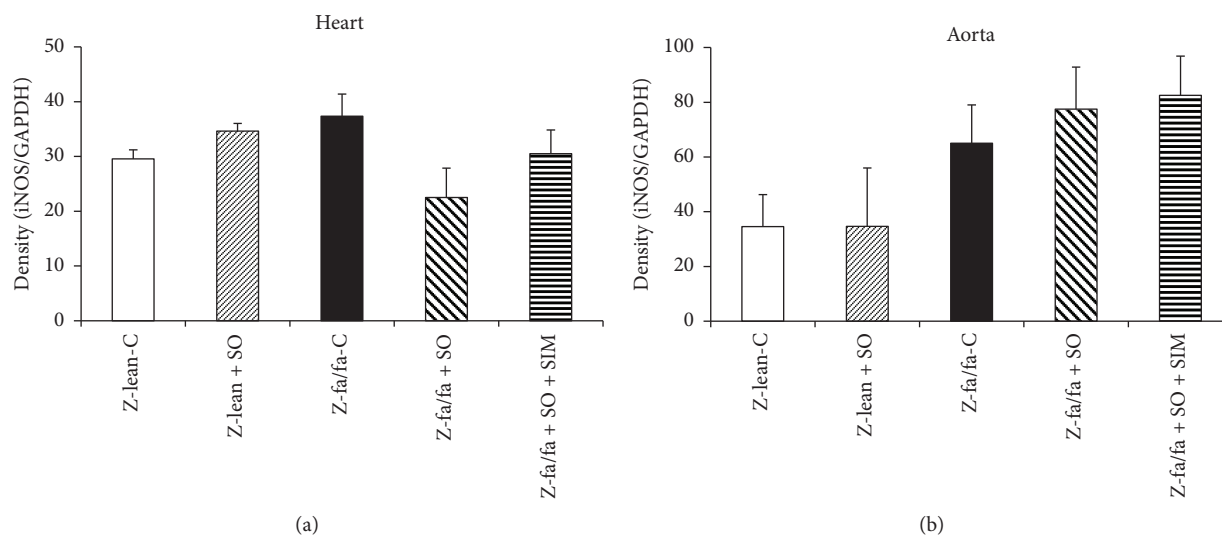 Heart
Density (iNOS/GAPDH)
50
40
30
20
10
0
Z-lean-C
Z-lean + SO
Z-fa/fa-C
Z-fa/fa + SO
Z-fa/fa + SO + SIM
(a)
Aorta
Density (iNOS/GAPDH)
100
80
60
40
20
0
Z-lean-C
Z-lean + SO
Z-fa/fa-C
Z-fa/fa + SO
Z-fa/fa + SO + SIM
(b)